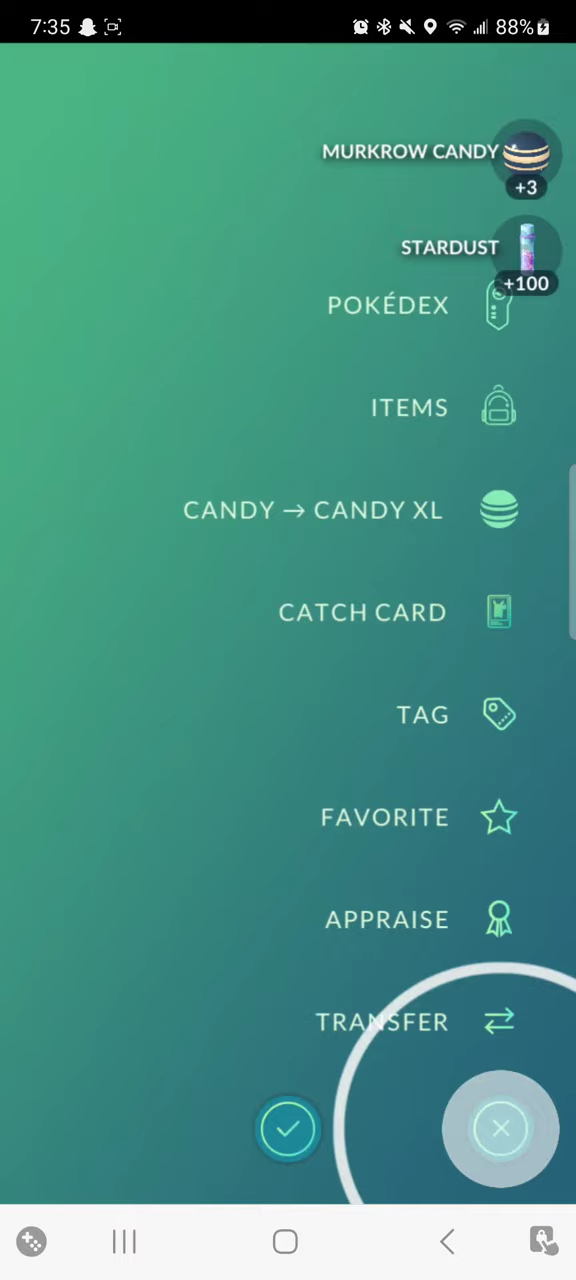 7:35
88%
MURKROW CANDY
+3
STARDUST
+100
POKÉDEX
ITEMS
CANDY → CANDY XL
CATCH CARD
TAG
FAVORITE
APPRAISE
TRANSFER